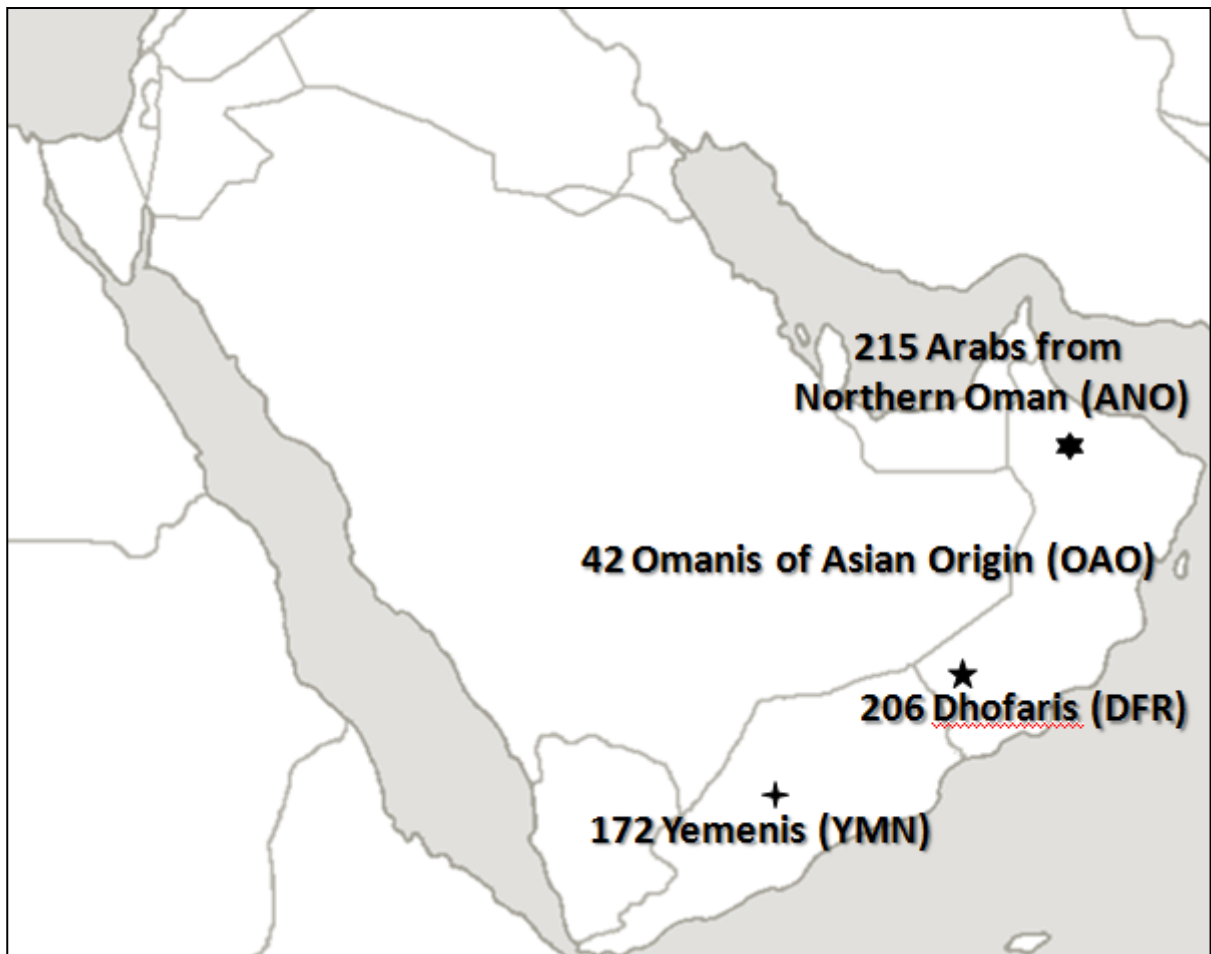 215 Arabs from
Northern Oman (ANO)
42 Omanis of Asian Origin (OAO)
206 Dhofaris (DFR)
172 Yemenis (YMN)